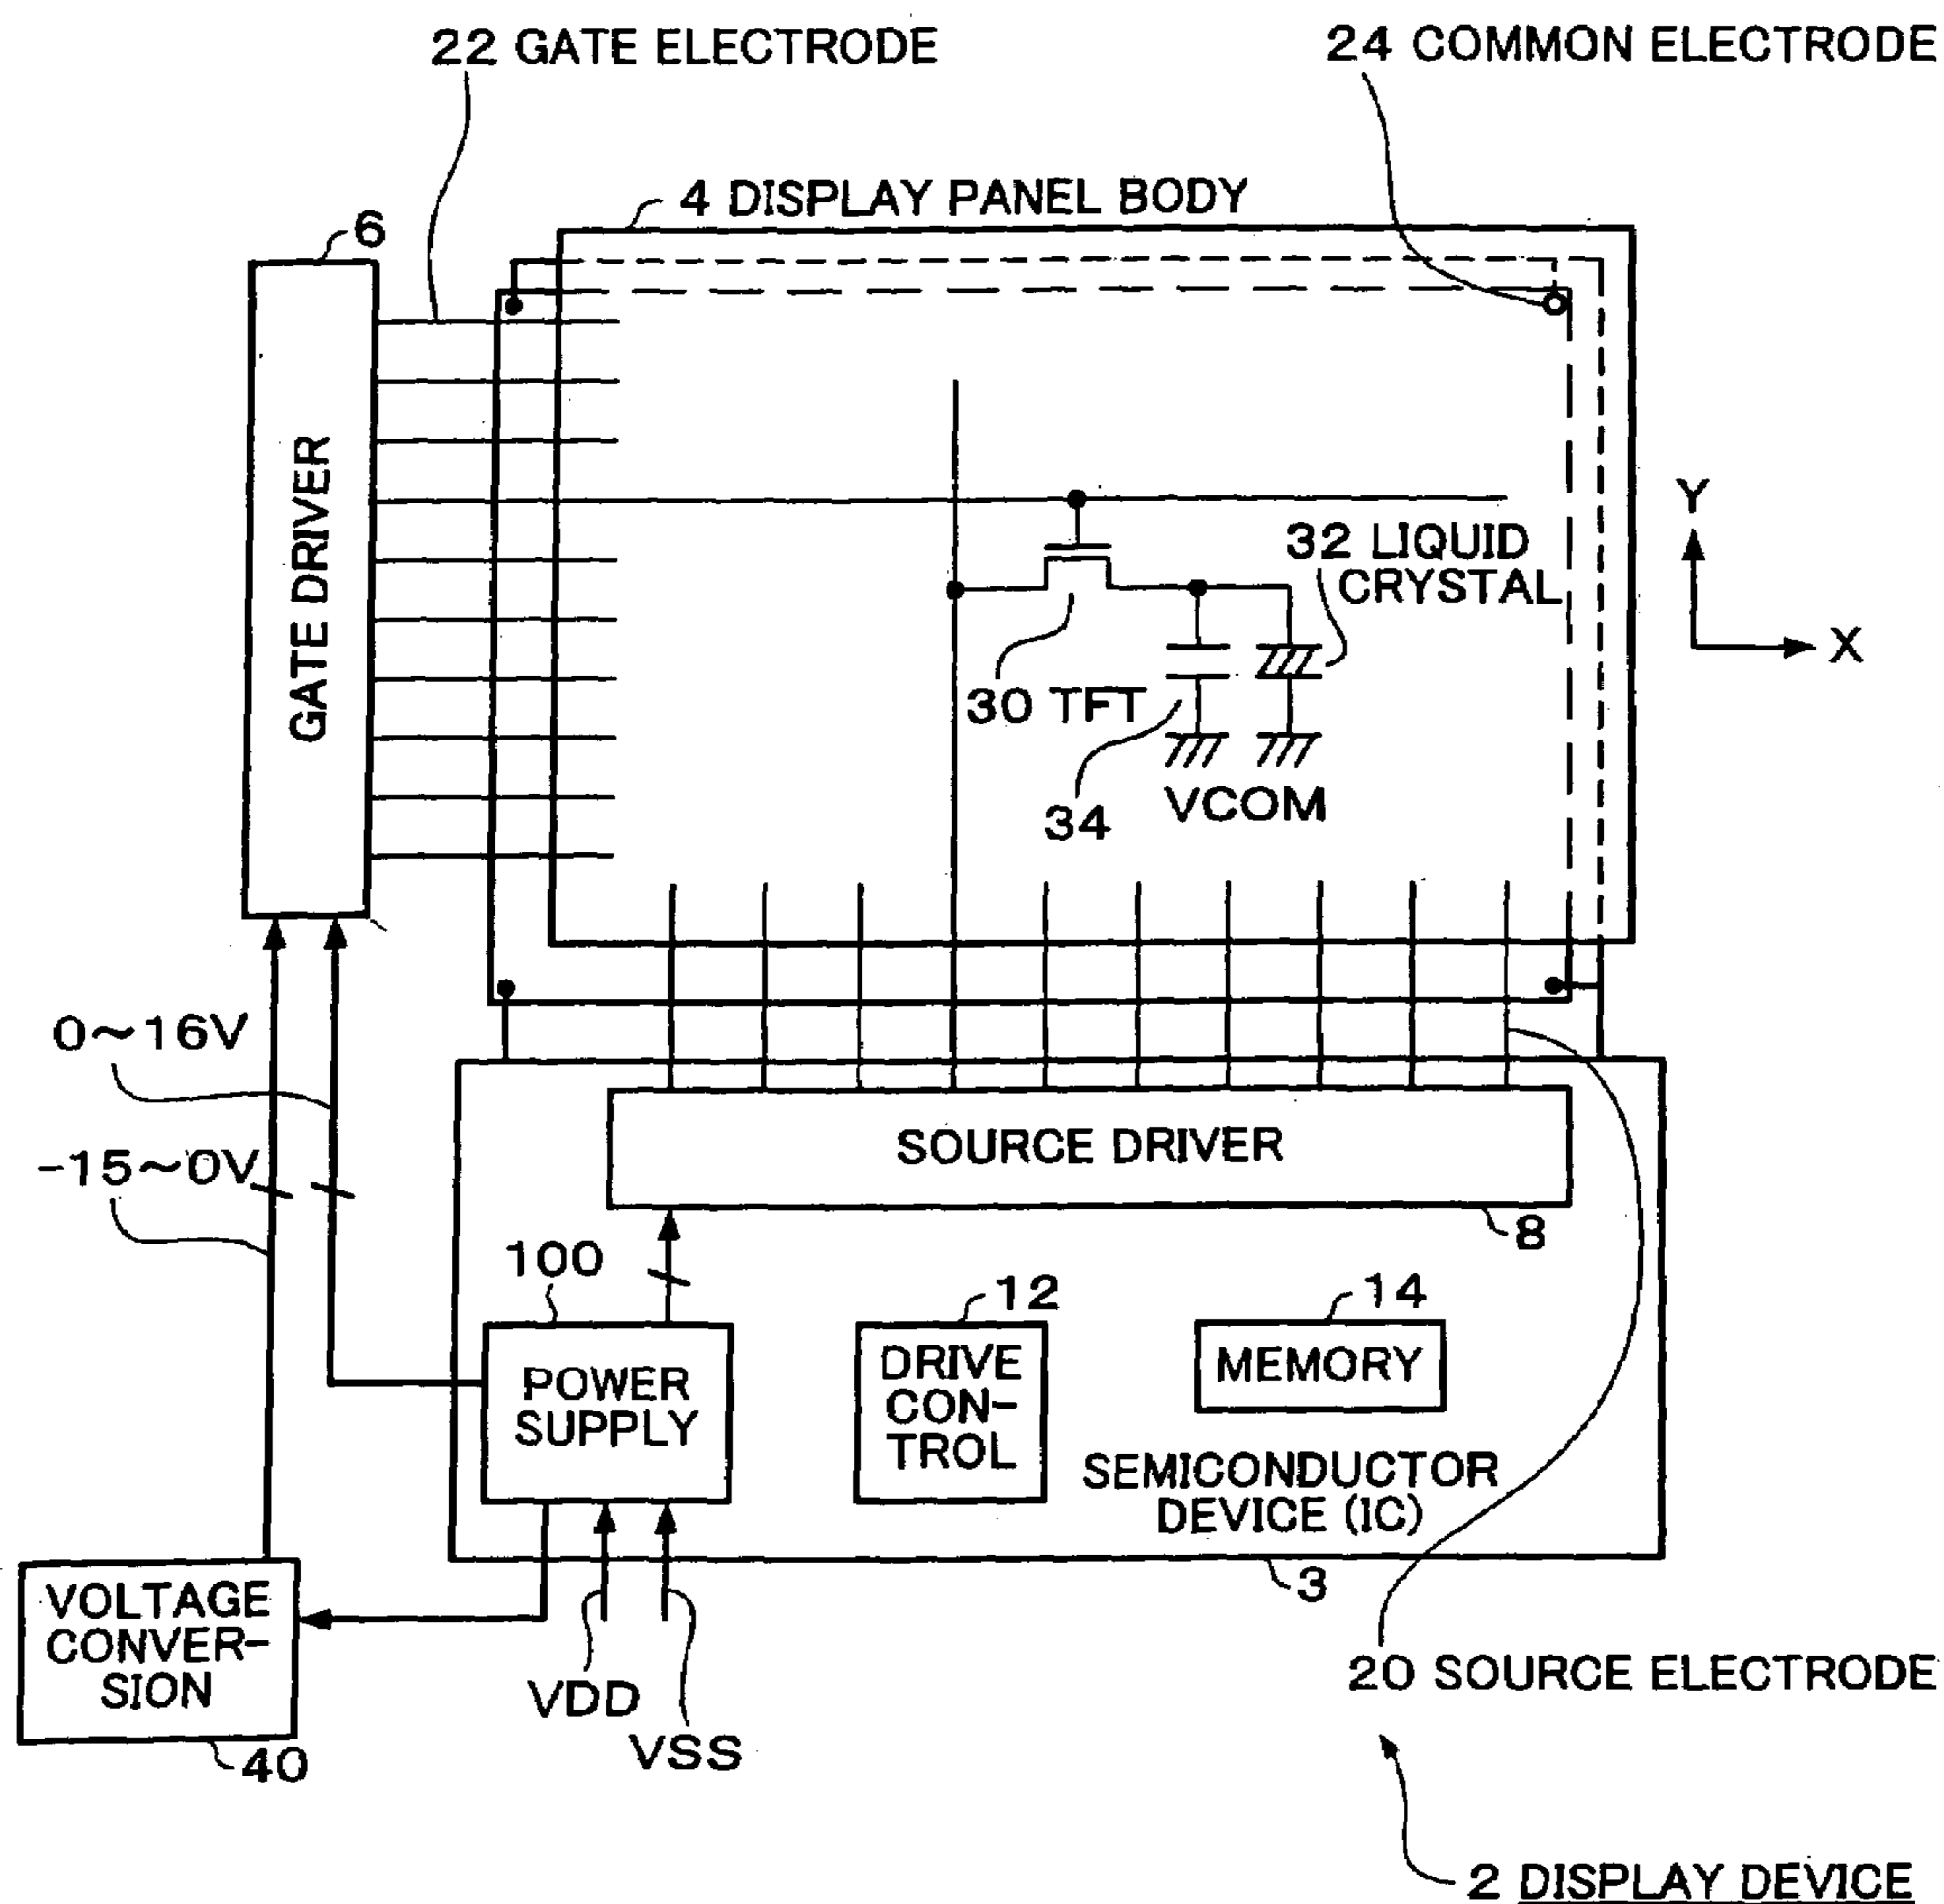 22 GATE ELECTRODE
24 COMMON ELECTRODE
4 DISPLAY PANEL BODY
6
GATE DRIVER
Y
X
32 LIQUID
CRYSTAL
30 TFT
34
VCOM
0~16V
-15~0V
SOURCE DRIVER
8
100
12
14
POWER
SUPPLY
DRIVE
CON-
TROL
MEMORY
SEMICONDUCTOR
DEVICE (IC)
3
VOLTAGE
CONVER-
SION
40
VDD
VSS
20 SOURCE ELECTRODE
2 DISPLAY DEVICE